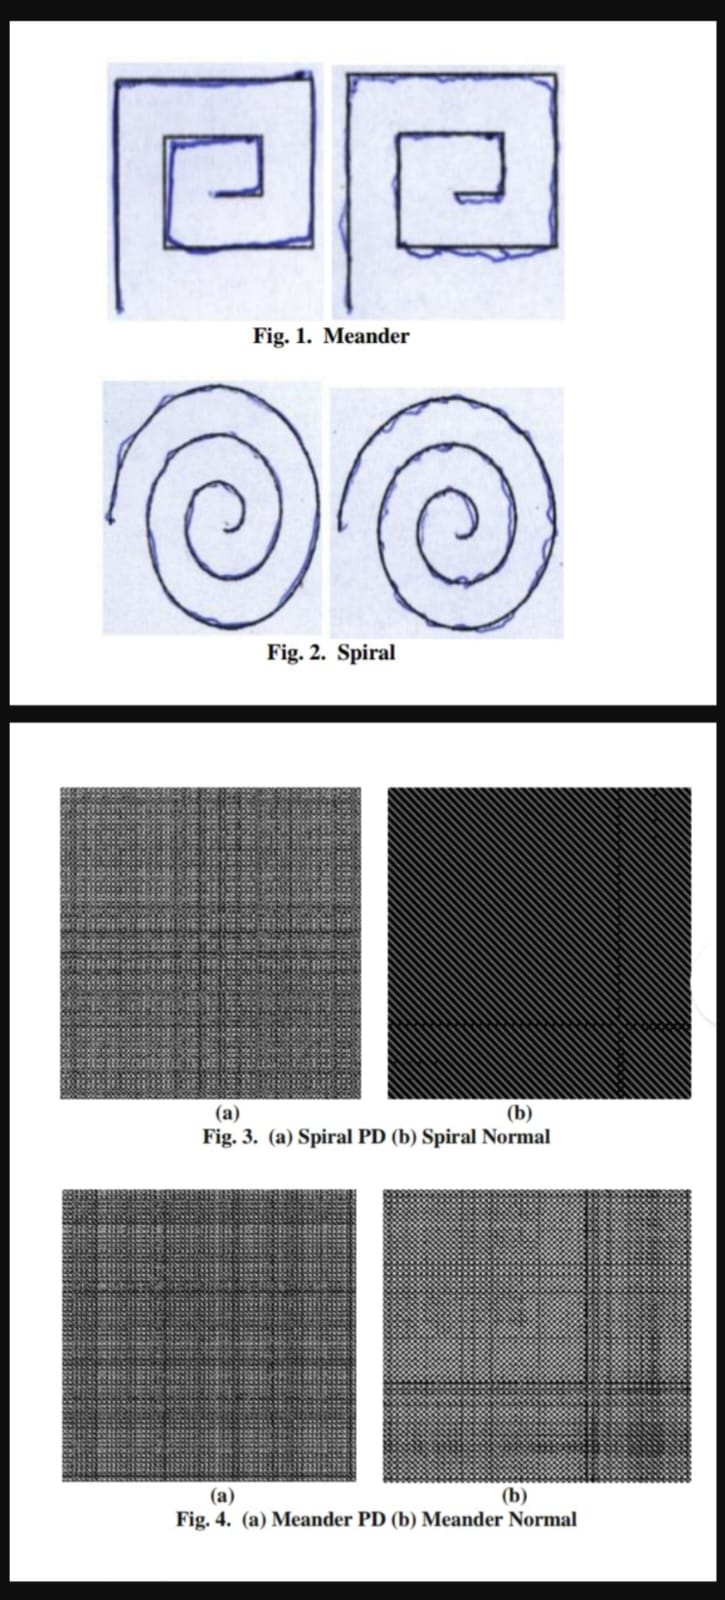 Fig. 1. Meander
Fig. 2. Spiral
(a) (b)
Fig. 3. (a) Spiral PD (b) Spiral Normal
(a) (b)
Fig. 4. (a) Meander PD (b) Meander Normal